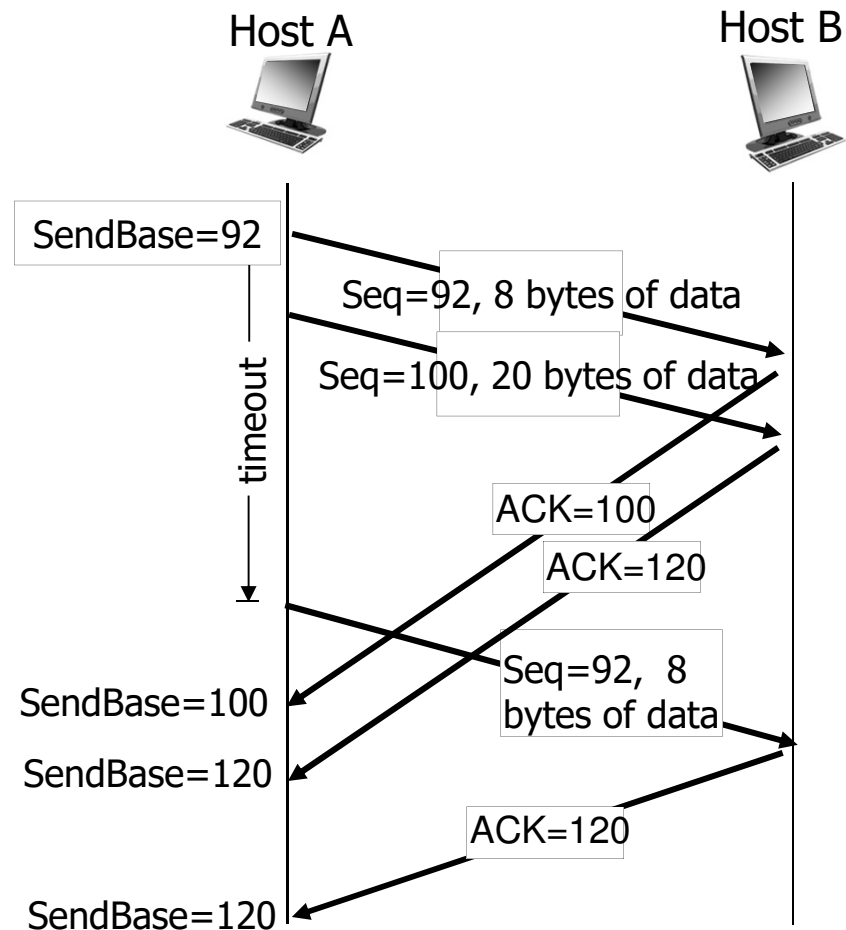 Host A
Host B
SendBase=92
Seq=92, 8 bytes of data
Seq=100, 20 bytes of data
timeout
ACK=100
ACK=120
Seq=92, 8
bytes of data
SendBase=100
SendBase=120
ACK=120
SendBase=120